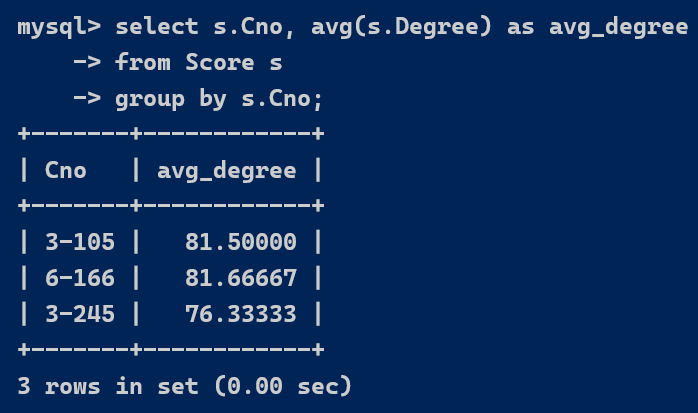 mysql> select s.Cno, avg(s.Degree) as avg_degree
    -> from Score s
    -> group by s.Cno;
+-------+------------+
| Cno   | avg_degree |
+-------+------------+
| 3-105 |   81.50000 |
| 6-166 |   81.66667 |
| 3-245 |   76.33333 |
+-------+------------+
3 rows in set (0.00 sec)